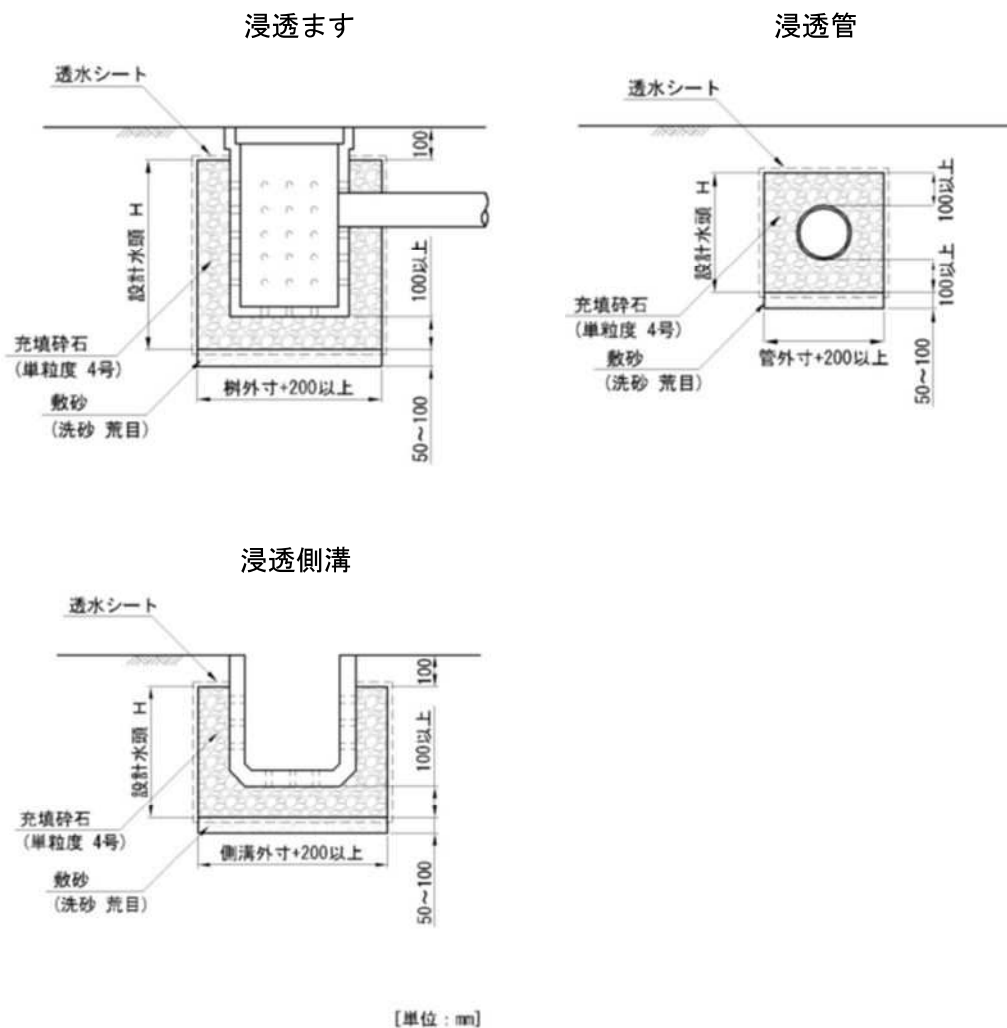 浸透ます
透水シート
100
設計水頭 H
100以上
充填砕石
(単粒度 4号)
桝外寸+200以上
敷砂
(洗砂 荒目)
50~100
浸透管
透水シート
100以上
設計水頭 H
100以上
充填砕石
(単粒度 4号)
管外寸+200以上
敷砂
(洗砂 荒目)
50~100
浸透側溝
透水シート
100
設計水頭 H
100以上
充填砕石
(単粒度 4号)
側溝外寸+200以上
敷砂
(洗砂 荒目)
50~100
[単位:mm]